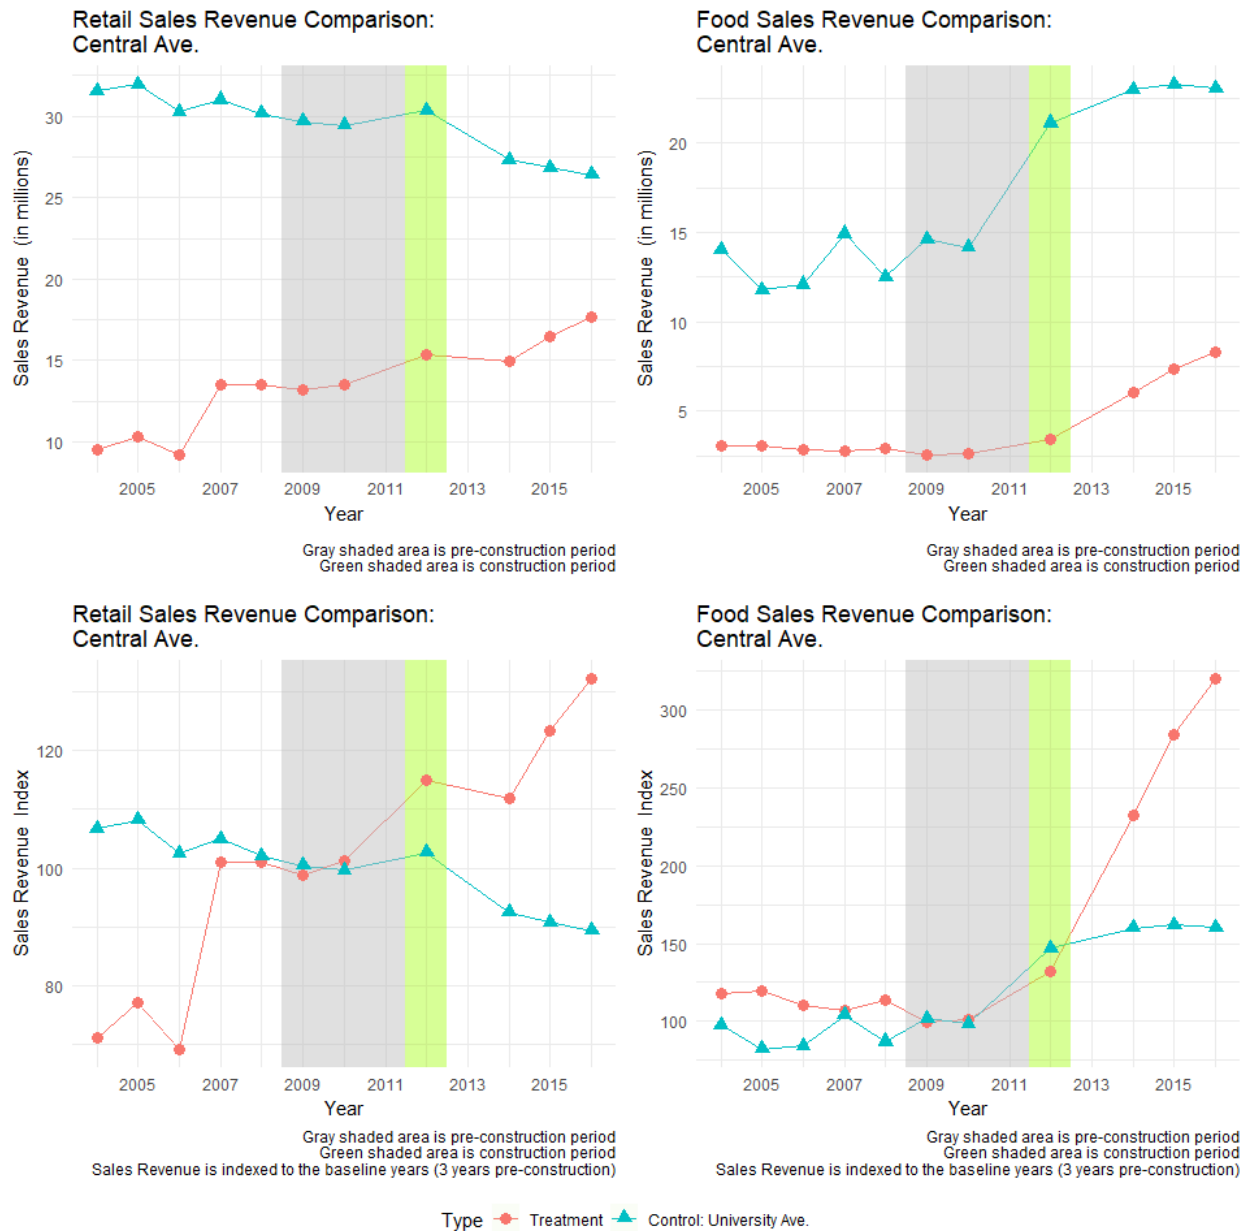 Retail Sales Revenue Comparison:
Central Ave.
Sales Revenue (in millions)
30
25
20
15
10
2005 2007 2009 2011 2013 2015
Year
Gray shaded area is pre-construction period
Green shaded area is construction period
Food Sales Revenue Comparison:
Central Ave.
Sales Revenue (in millions)
20
15
10
5
2005 2007 2009 2011 2013 2015
Year
Gray shaded area is pre-construction period
Green shaded area is construction period
Retail Sales Revenue Comparison:
Central Ave.
Sales Revenue Index
120
100
80
2005 2007 2009 2011 2013 2015
Year
Gray shaded area is pre-construction period
Green shaded area is construction period
Sales Revenue is indexed to the baseline years (3 years pre-construction)
Food Sales Revenue Comparison:
Central Ave.
Sales Revenue Index
300
250
200
150
100
2005 2007 2009 2011 2013 2015
Year
Gray shaded area is pre-construction period
Green shaded area is construction period
Sales Revenue is indexed to the baseline years (3 years pre-construction)
Type Treatment Control: University Ave.